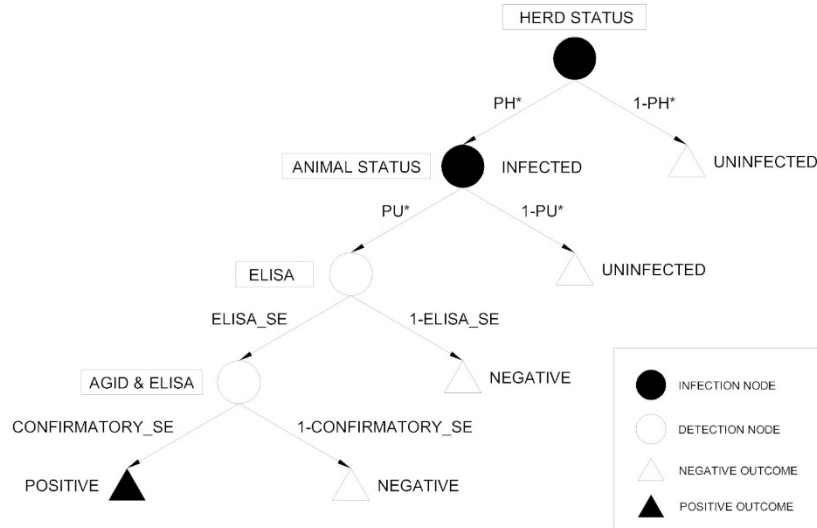 HERD STATUS
PH*
1-PH*
ANIMAL STATUS
INFECTED
UNINFECTED
PU*
1-PU*
ELISA
UNINFECTED
ELISA_SE
1-ELISA_SE
AGID & ELISA
NEGATIVE
CONFIRMATORY_SE
1-CONFIRMATORY_SE
POSITIVE
NEGATIVE
INFECTION NODE
DETECTION NODE
NEGATIVE OUTCOME
POSITIVE OUTCOME